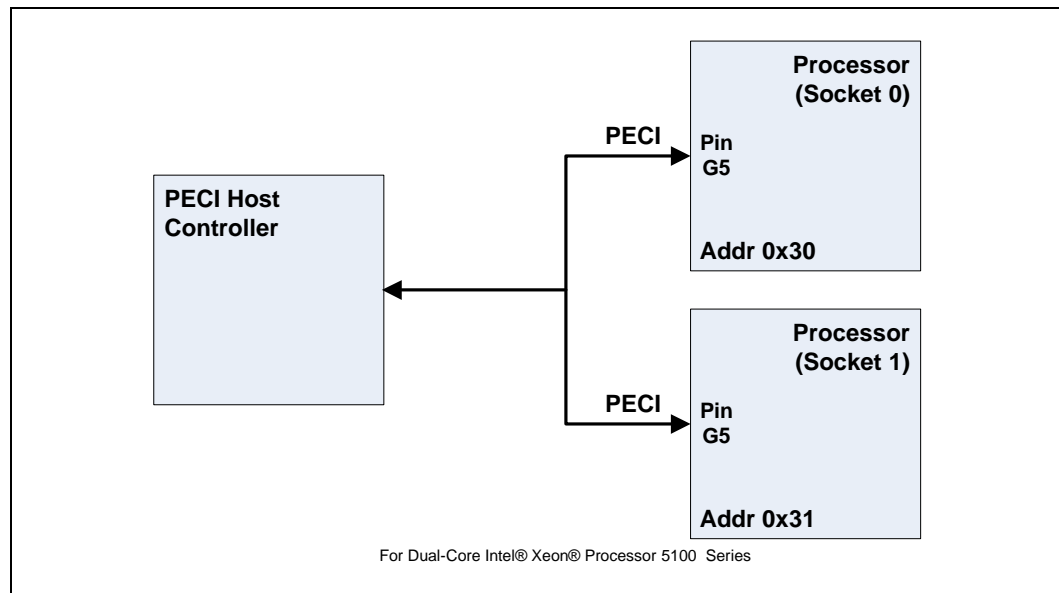 Processor
(Socket 0)
PECI
Pin
G5
Addr 0x30
PECI Host
Controller
Processor
(Socket 1)
PECI
Pin
G5
Addr 0x31
For Dual-Core Intel® Xeon® Processor 5100 Series